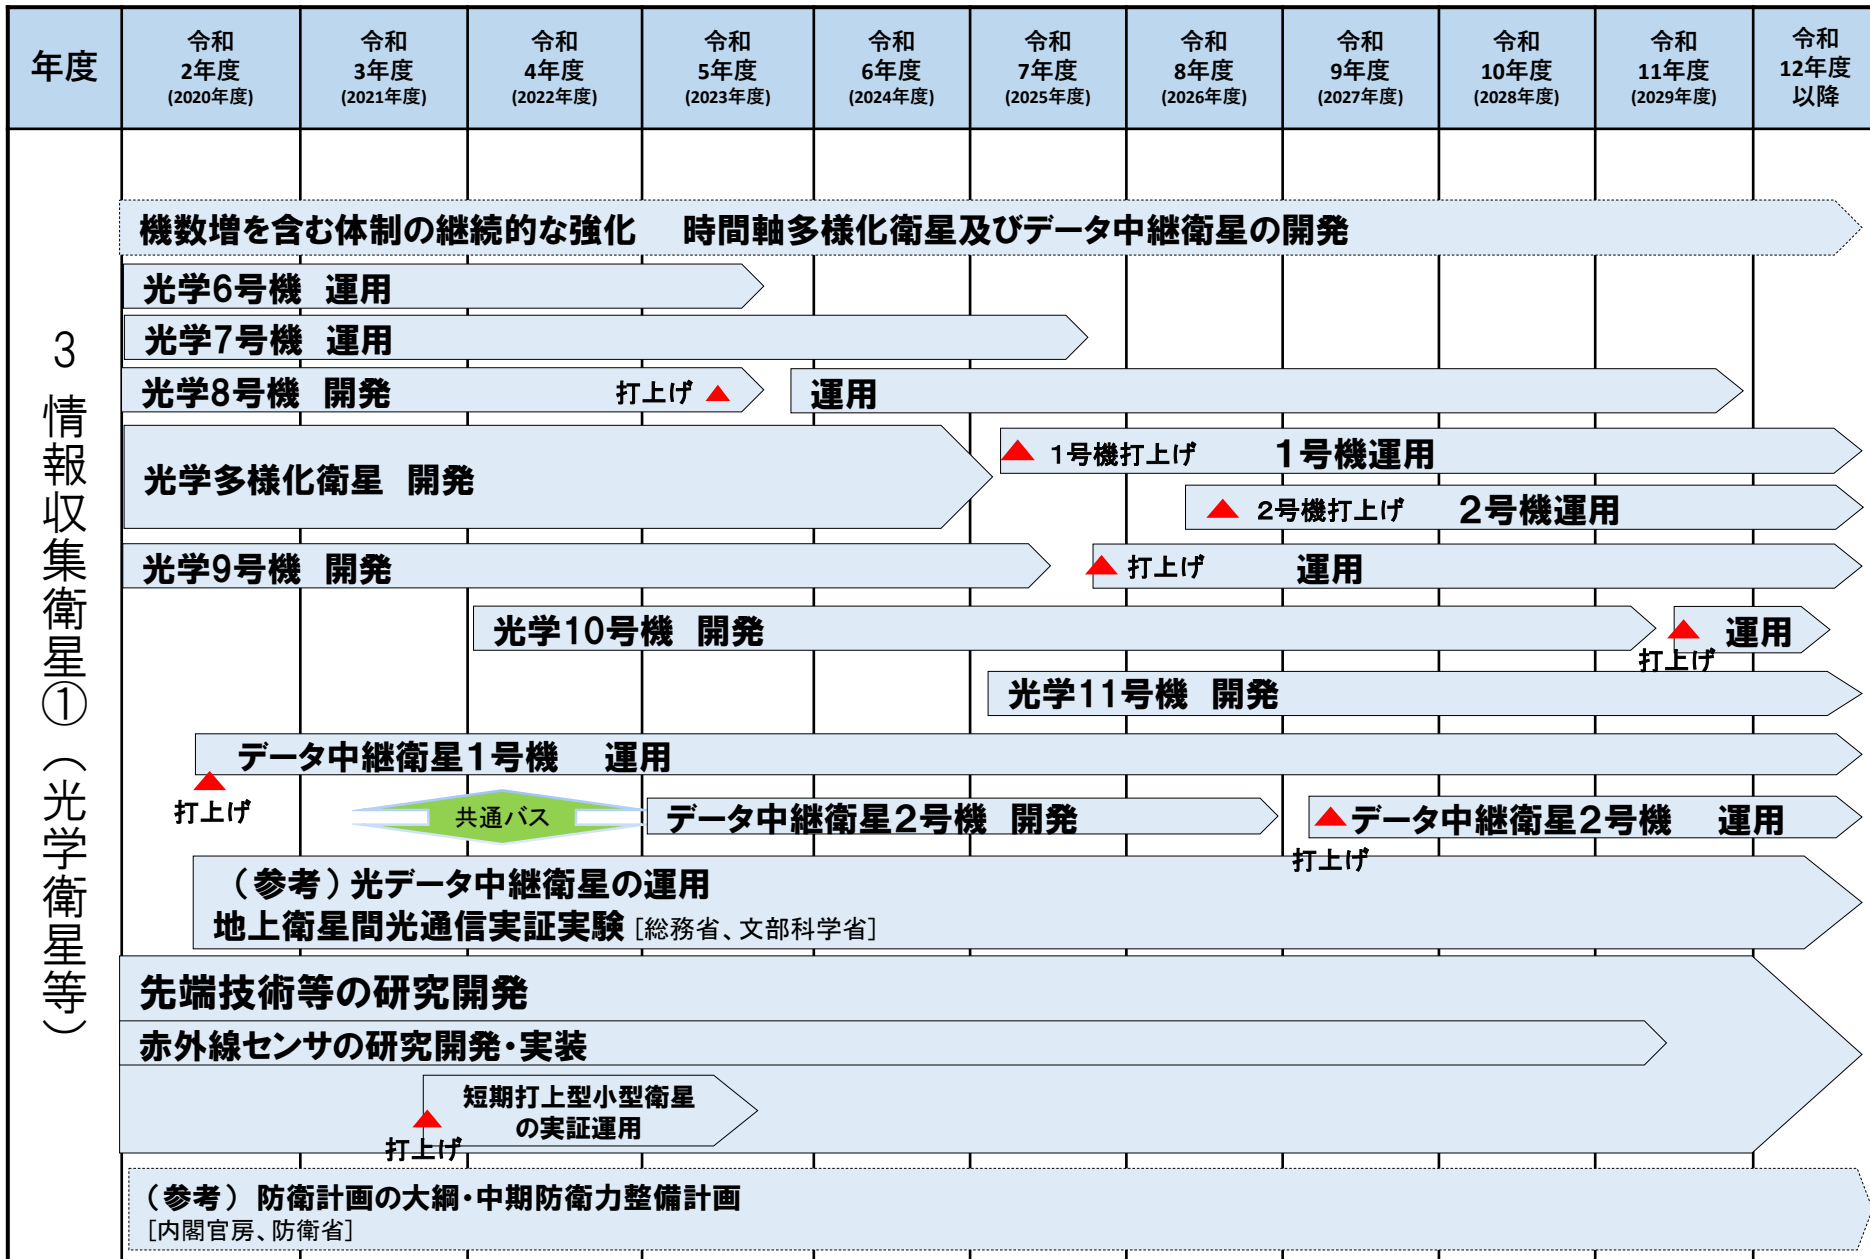 年度
令和
2年度
(2020年度)
令和
3年度
(2021年度)
令和
4年度
(2022年度)
令和
5年度
(2023年度)
令和
6年度
(2024年度)
令和
7年度
(2025年度)
令和
8年度
(2026年度)
令和
9年度
(2027年度)
令和
10年度
(2028年度)
令和
11年度
(2029年度)
令和
12年度
以降
3 情報収集衛星①（光学衛星等）
機数増を含む体制の継続的な強化 時間軸多様化衛星及びデータ中継衛星の開発
光学6号機 運用
光学7号機 運用
光学8号機 開発 打上げ 運用
光学多様化衛星 開発
1号機打上げ 1号機運用
2号機打上げ 2号機運用
光学9号機 開発 打上げ 運用
光学10号機 開発 運用
打上げ
光学11号機 開発
データ中継衛星1号機 運用
打上げ
共通バス データ中継衛星2号機 開発 データ中継衛星2号機 運用
打上げ
（参考）光データ中継衛星の運用
地上衛星間光通信実証実験［総務省、文部科学省］
先端技術等の研究開発
赤外線センサの研究開発・実装
短期打上型小型衛星
の実証運用
打上げ
（参考）防衛計画の大綱・中期防衛力整備計画
［内閣官房、防衛省］